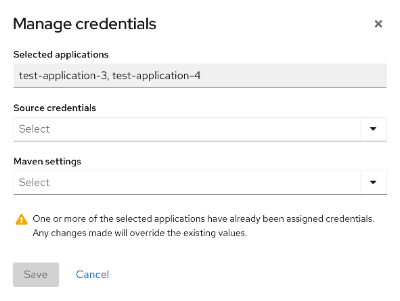 Manage credentials
Selected applications
test-application-3, test-application-4
Source credentials
Select
Maven settings
Select
One or more of the selected applications have already been assigned credentials.
Any changes made will override the existing values.
Save
Cancel